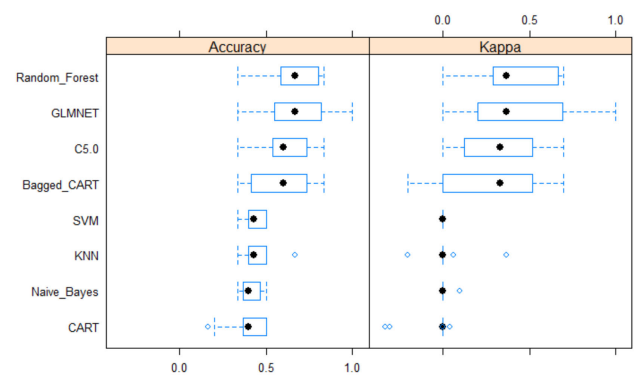 0.0 0.5 1.0
Accuracy Kappa
Random_Forest
GLMNET
C5.0
Bagged_CART
SVM
KNN
Naive_Bayes
CART
0.0 0.5 1.0